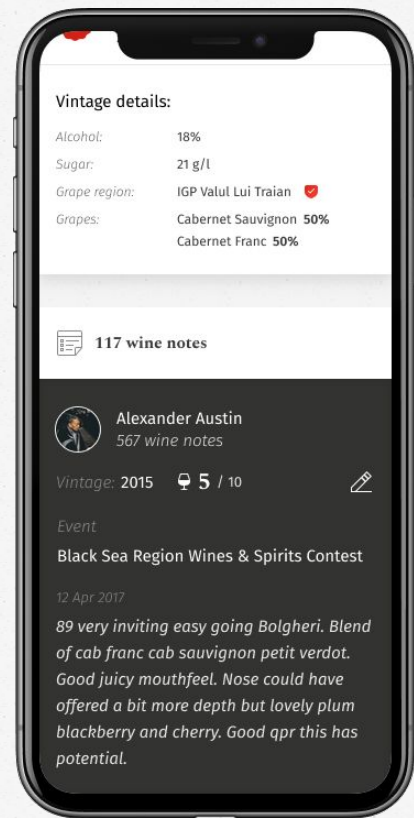 Vintage details:
Alcohol: 18%
Sugar: 21 g/l
Grape region: IGP Valul Lui Traian
Grapes: Cabernet Sauvignon 50%
Cabernet Franc 50%
117 wine notes
Alexander Austin
567 wine notes
Vintage: 2015 5 / 10
Event
Black Sea Region Wines & Spirits Contest
12 Apr 2017
89 very inviting easy going Bolgheri. Blend
of cab franc cab sauvignon petit verdot.
Good juicy mouthfeel. Nose could have
offered a bit more depth but lovely plum
blackberry and cherry. Good qpr this has
potential.